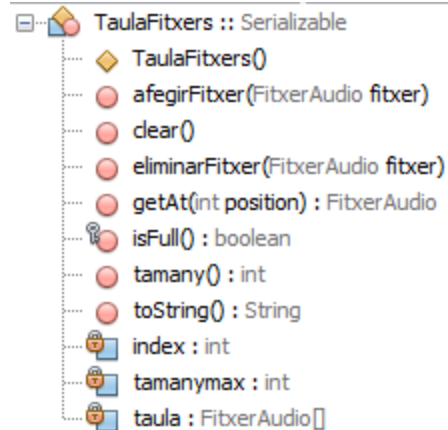 TaulaFitxers :: Serializable
TaulaFitxers()
afegirFitxer(FitxerAudio fitxer)
clear()
eliminarFitxer(FitxerAudio fitxer)
getAt(int position) : FitxerAudio
isFull() : boolean
tamany() : int
toString() : String
index : int
tamanymax : int
taula : FitxerAudio[]